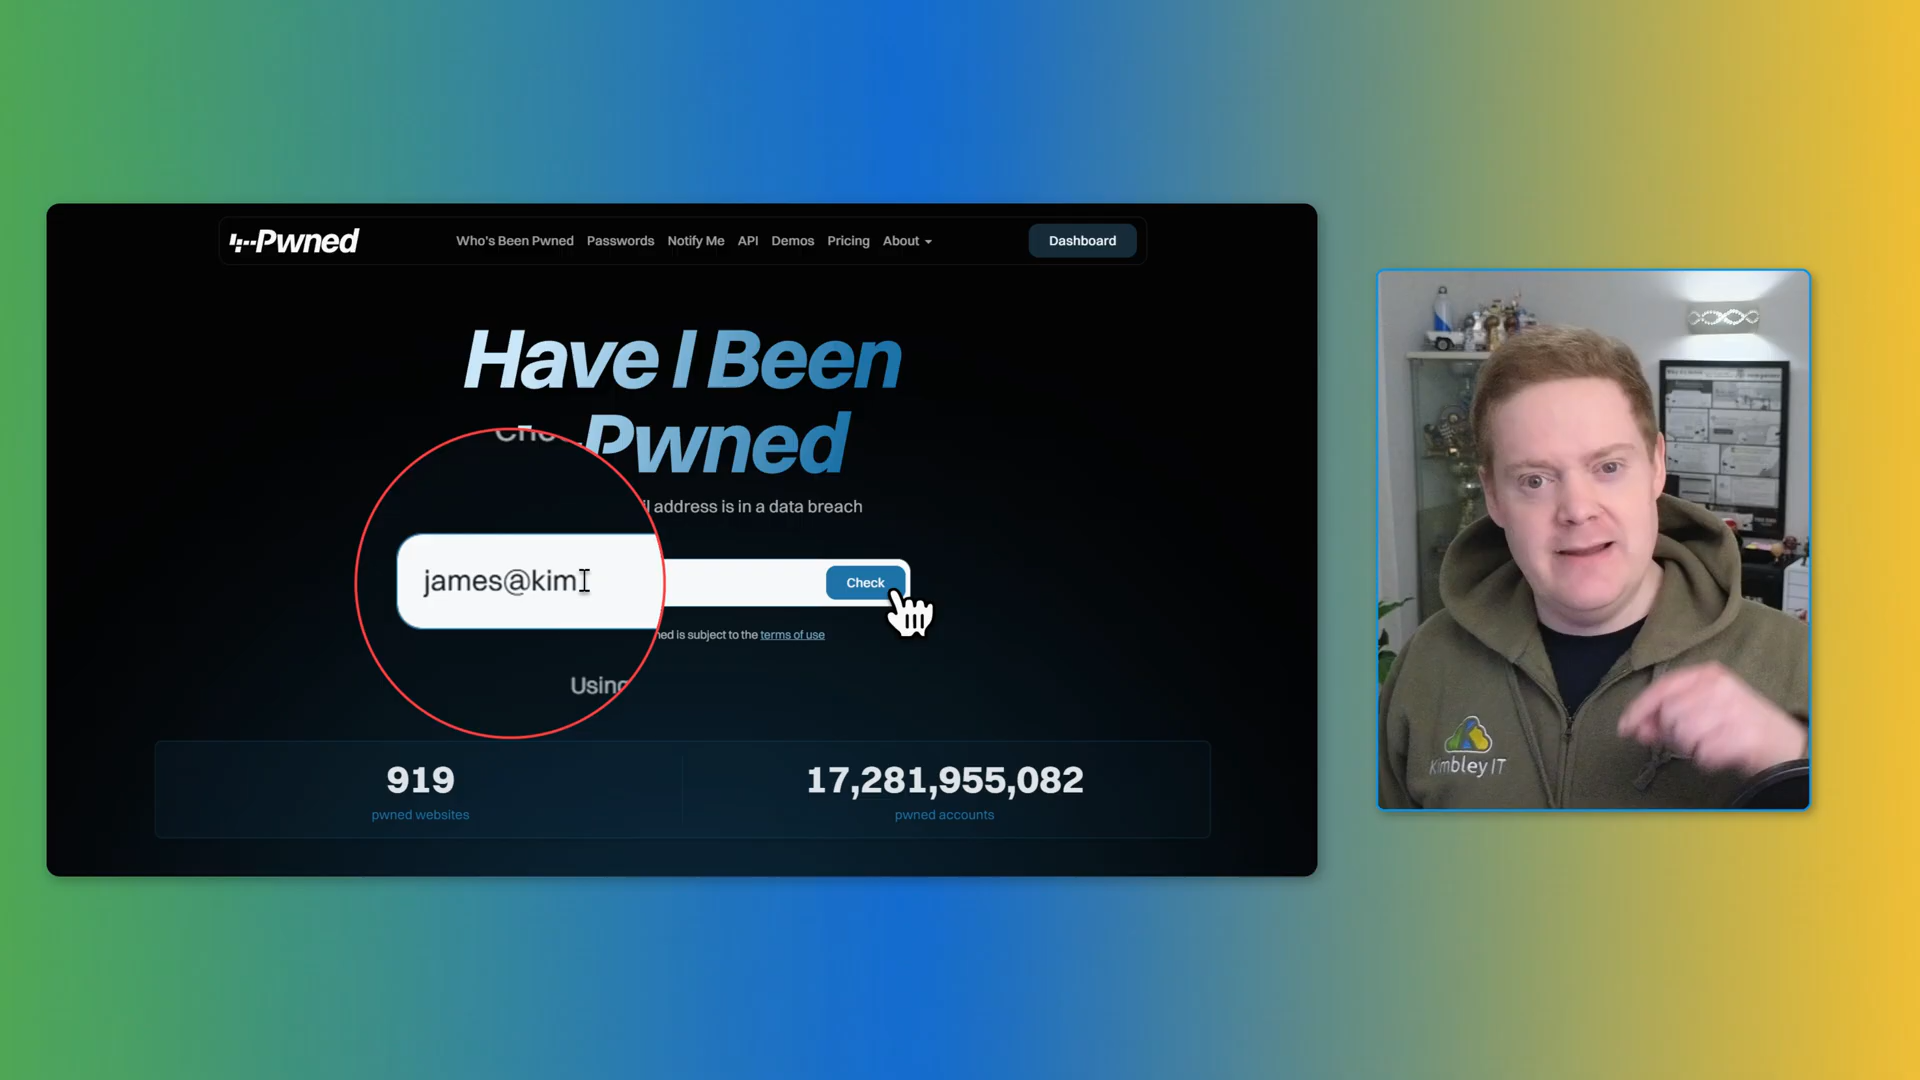 Pwned
Who's Been Pwned Passwords Notify Me API Demos Pricing About
Dashboard
Have I Been
Pwned
address is in a data breach
james@kim
Check
is subject to the terms of use
Using
919
pwned websites
17,281,955,082
pwned accounts
Kimbley IT